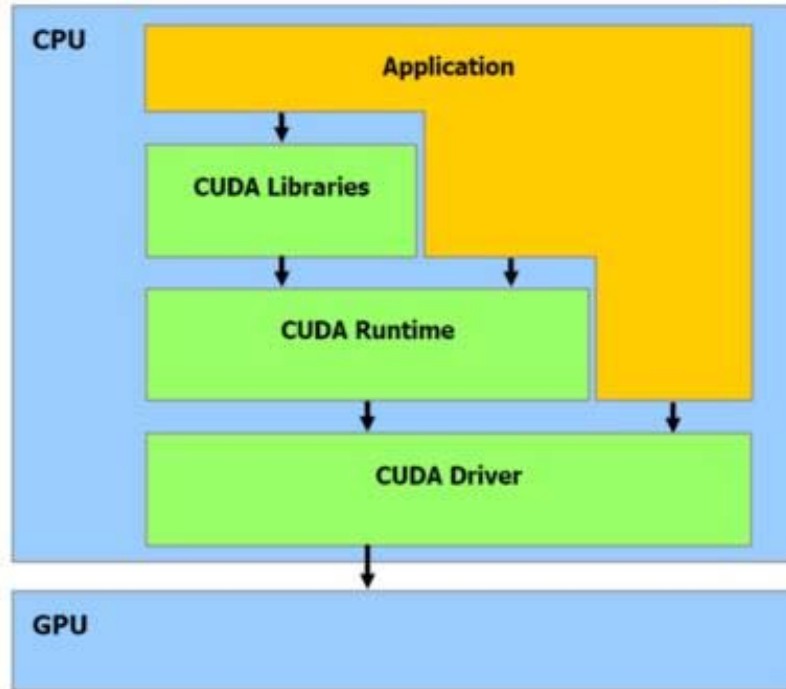 CPU
Application
CUDA Libraries
CUDA Runtime
CUDA Driver
GPU